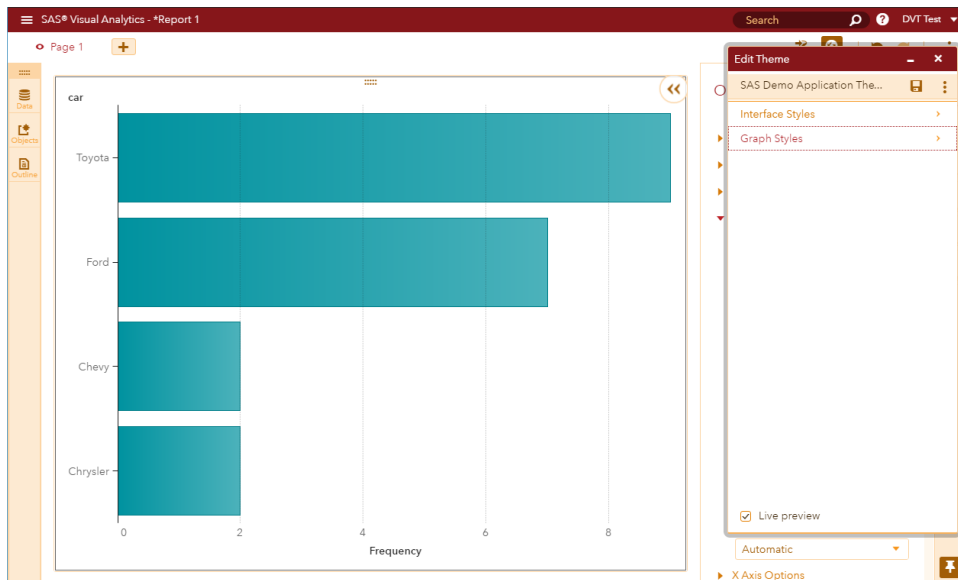 SAS® Visual Analytics - *Report 1
Search
DVT Test
Page 1
Edit Theme
SAS Demo Application The...
Interface Styles
Graph Styles
Data
Objects
Outline
car
Toyota
Ford
Chevy
Chrysler
0 2 4 6 8
Frequency
Live preview
Automatic
X Axis Options